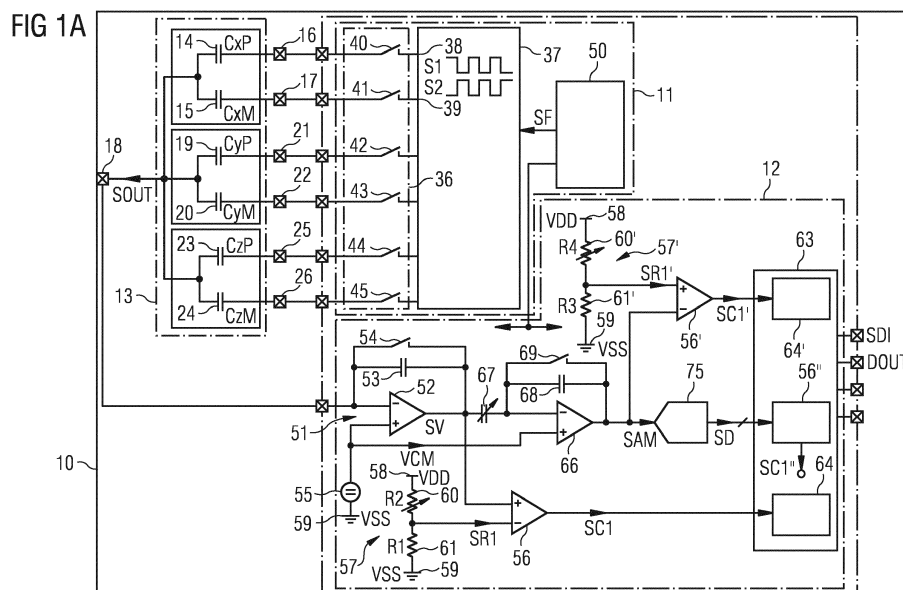 FIG 1A
14 CxP 16 40 38 37 50
S1
S2
15 CxM 17 41 39 11
SF
18 19 CyP 21 42
12
SOUT 20 CyM 22 43 36
VDD 58
23 CzP 25 44 R4 60' 57' 63
SR1'
13 24 CzM 26 45 R3 61' SC1'
59
VSS 56' 64' SDI
54 69 DOUT
53 52 67 68 75 56"
51 SV SAM SD
VCM 66 SC1" 64
10 58 VDD
55 R2 60
59 VSS SR1 56 SC1
57 R1 61
VSS 59